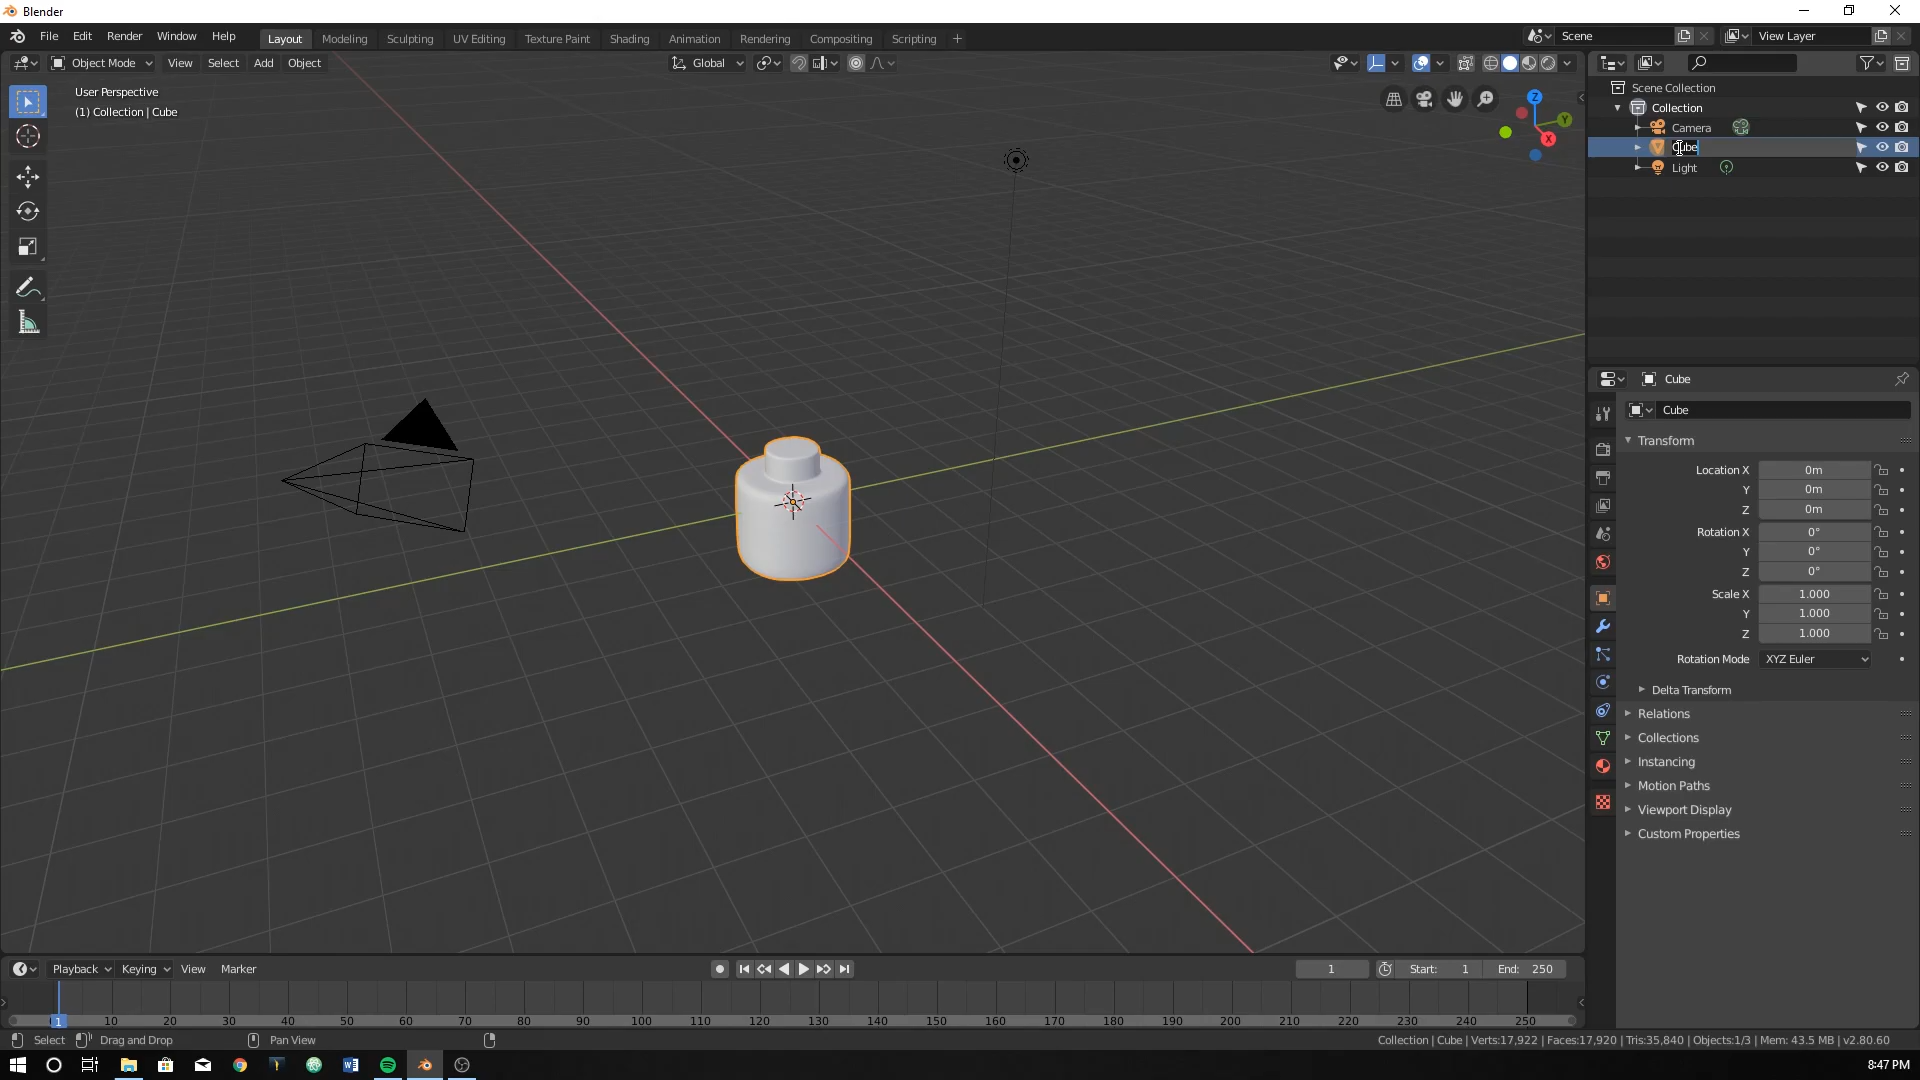 Blender
File Edit Render Window Help
Layout Modeling Sculpting UV Editing Texture Paint Shading Animation Rendering Compositing Scripting +
Scene View Layer
Object Mode View Select Add Object Global
User Perspective
(1) Collection | Cube
Z
Y
X
Scene Collection
Collection
Camera
Cube
Light
Cube
Cube
Transform
Location X 0m
Y 0m
Z 0m
Rotation X 0°
Y 0°
Z 0°
Scale X 1.000
Y 1.000
Z 1.000
Rotation Mode XYZ Euler
Delta Transform
Relations
Collections
Instancing
Motion Paths
Viewport Display
Custom Properties
Playback Keying View Marker 1 Start: 1 End: 250
1 10 20 30 40 50 60 70 80 90 100 110 120 130 140 150 160 170 180 190 200 210 220 230 240 250
Select Drag and Drop Pan View Collection | Cube | Verts:17,922 | Faces:17,920 | Tris:35,840 | Objects:1/3 | Mem: 43.5 MB | v2.80.60
8:47 PM